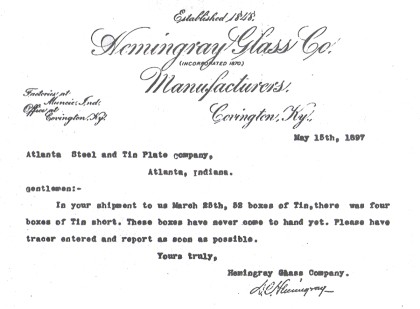 Established 1848.
Hemingray Glass Co.
(INCORPORATED 1870)
Manufacturers,
Factories at
Muncie, Ind.
Office at
Covington, Ky.
Covington, Ky.,
May 15th, 1897
Atlanta Steel and Tin Plate Company,
Atlanta, Indiana.
gentlemen:-
In your shipment to us March 25th, 52 boxes of Tin, there was four
boxes of Tin short. These boxes have never come to hand yet. Please have
tracer entered and report as soon as possible.
Yours truly,
Hemingray Glass Company.
Hemingray